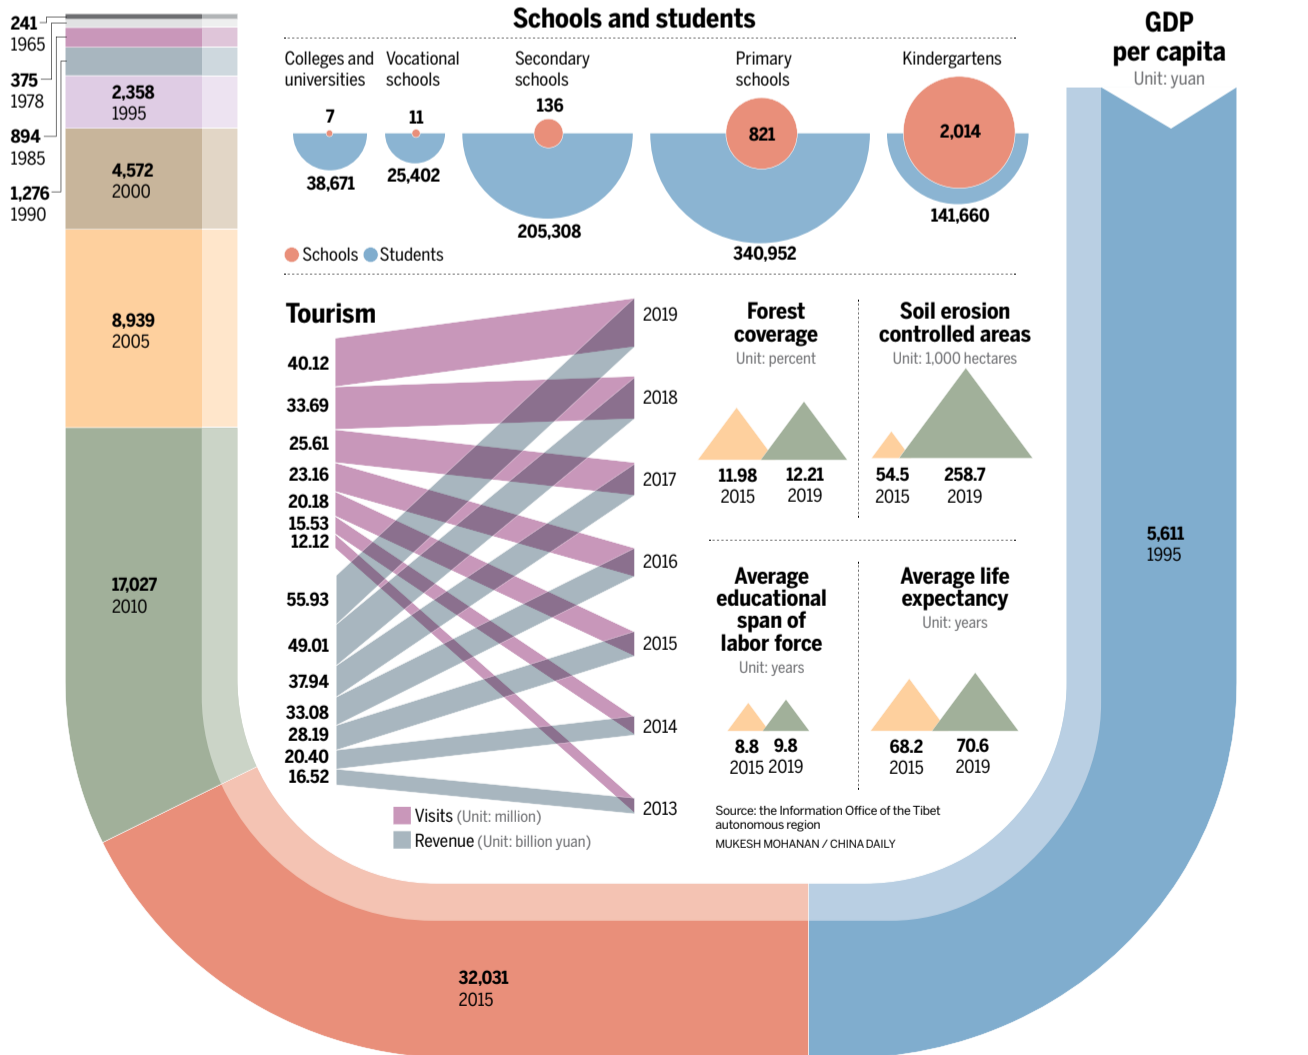 241
1965
375
1978
894
1985
1,276
1990
2,358
1995
4,572
2000
8,939
2005
17,027
2010
32,031
2015
5,611
1995
GDP
per capita
Unit: yuan
Schools and students
Colleges and
universities
7
38,671
Vocational
schools
11
25,402
Secondary
schools
136
205,308
Primary
schools
821
340,952
Kindergartens
2,014
141,660
Schools
Students
Tourism
40.12
33.69
25.61
23.16
20.18
15.53
12.12
55.93
49.01
37.94
33.08
28.19
20.40
16.52
2019
2018
2017
2016
2015
2014
2013
Visits (Unit: million)
Revenue (Unit: billion yuan)
Forest
coverage
Unit: percent
11.98
2015
12.21
2019
Soil erosion
controlled areas
Unit: 1,000 hectares
54.5
2015
258.7
2019
Average
educational
span of
labor force
Unit: years
8.8
2015
9.8
2019
Average life
expectancy
Unit: years
68.2
2015
70.6
2019
Source: the Information Office of the Tibet
autonomous region
MUKESH MOHANAN / CHINA DAILY